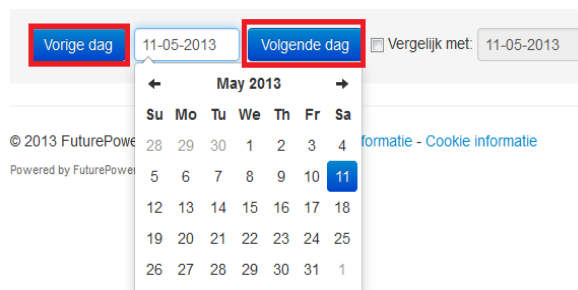 Vorige dag 11-05-2013 Volgende dag Vergelijk met: 11-05-2013
← May 2013 →
Su Mo Tu We Th Fr Sa
28 29 30 1 2 3 4
© 2013 FuturePowe formatie - Cookie informatie
5 6 7 8 9 10 11
Powered by FuturePower
12 13 14 15 16 17 18
19 20 21 22 23 24 25
26 27 28 29 30 31 1